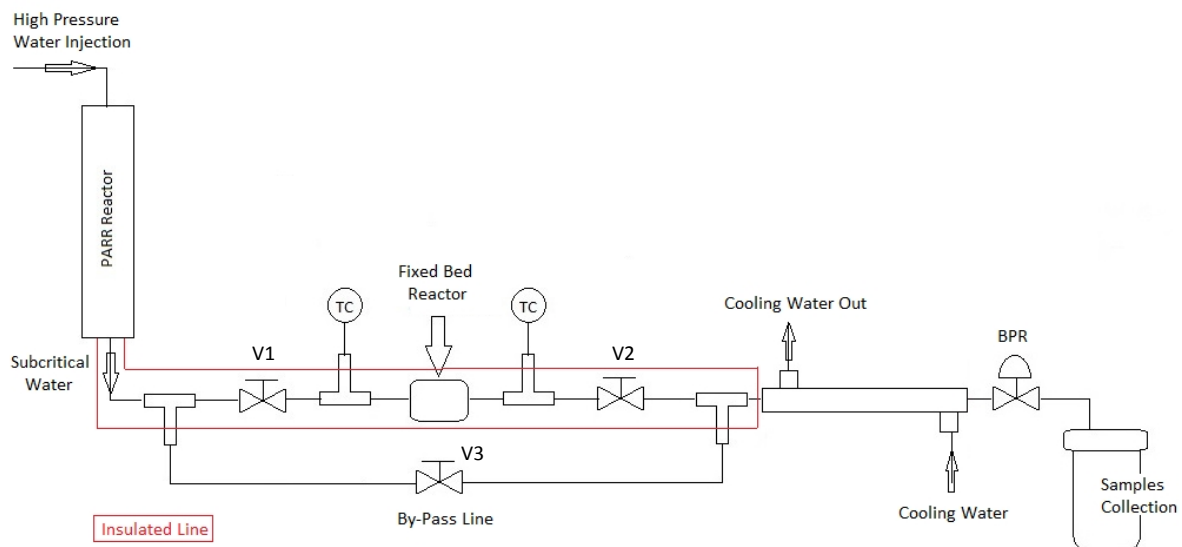 High Pressure
Water Injection
PARR Reactor
Subcritical
Water
V1
TC
Fixed Bed
Reactor
TC
V2
Cooling Water Out
BPR
V3
By-Pass Line
Insulated Line
Cooling Water
Samples
Collection